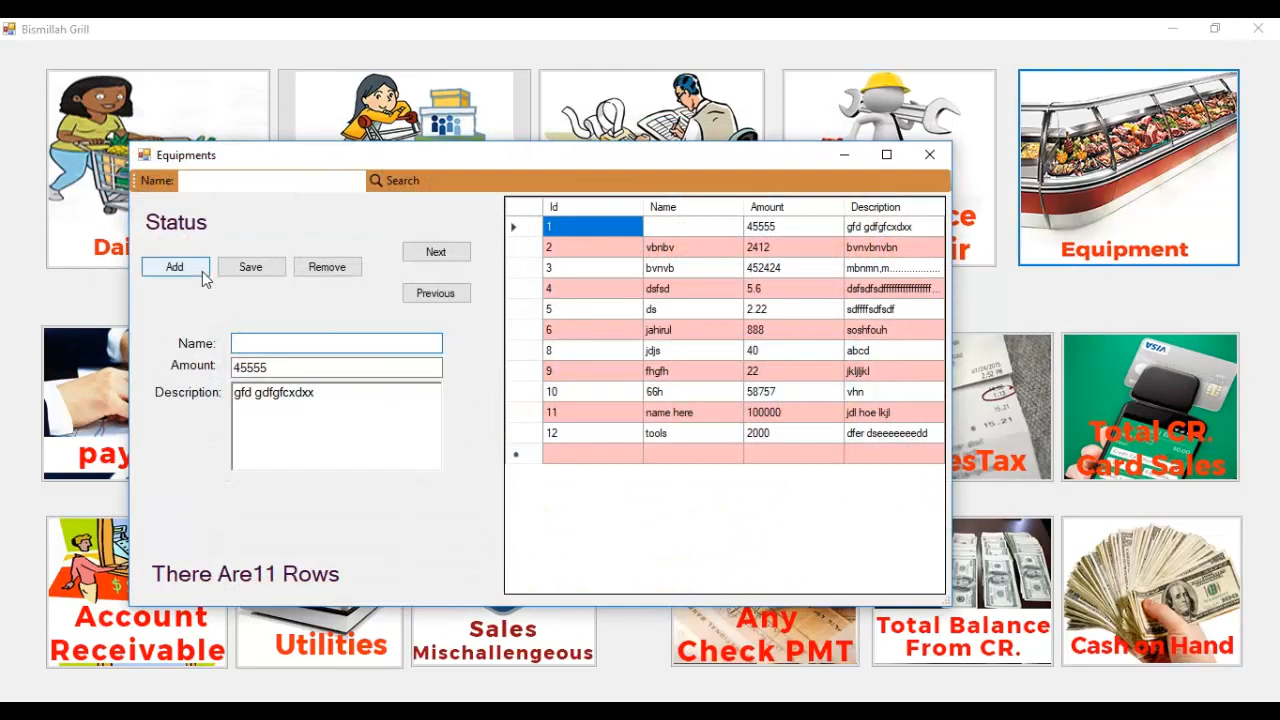 Bismillah Grill
Equipment
Equipments
Name:
Search
Status
Add
Save
Remove
Next
Previous
Name:
Amount: 45555
Description: gfd gdfgfcxdxx
There Are11 Rows
Id Name Amount Description
1 45555 gfd gdfgfcxdxx
2 vbnbv 2412 bvnvbnvbn
3 bvnvb 452424 mbnmn,m..................
4 dsfsd 5.6
5 ds 2.22 sdffffsdfsdf
6 jahirul 888 soshfouh
8 jdjs 40 abcd
9 fhgfh 22 jkljljkl
10 66h 58757 vhn
11 name here 100000 jdl hoe lkjl
12 tools 2000 dfer dseeeeeeedd
pay
VISA
Total CR.
Card Sales
Account
Receivable
Utilities
Sales
Mischallengeous
Any
Check PMT
Total Balance
From CR.
Cash on Hand